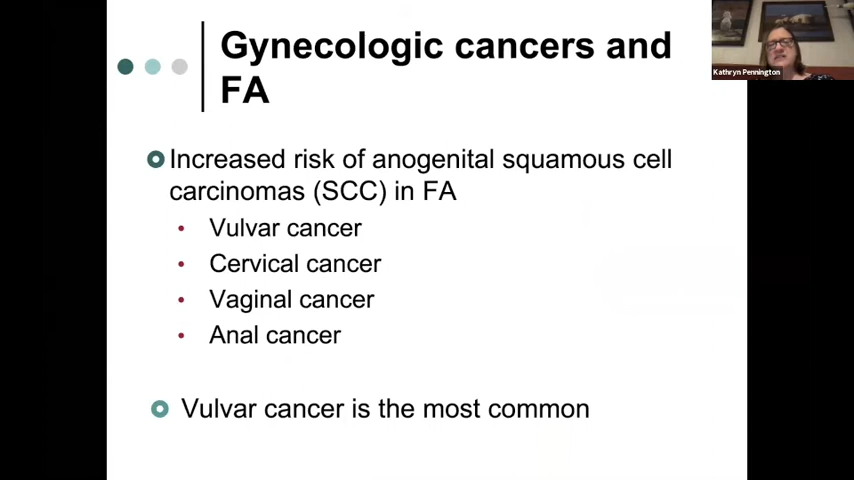 Gynecologic cancers and
FA
Kathryn Pennington
Increased risk of anogenital squamous cell
carcinomas (SCC) in FA
• Vulvar cancer
• Cervical cancer
• Vaginal cancer
• Anal cancer
Vulvar cancer is the most common